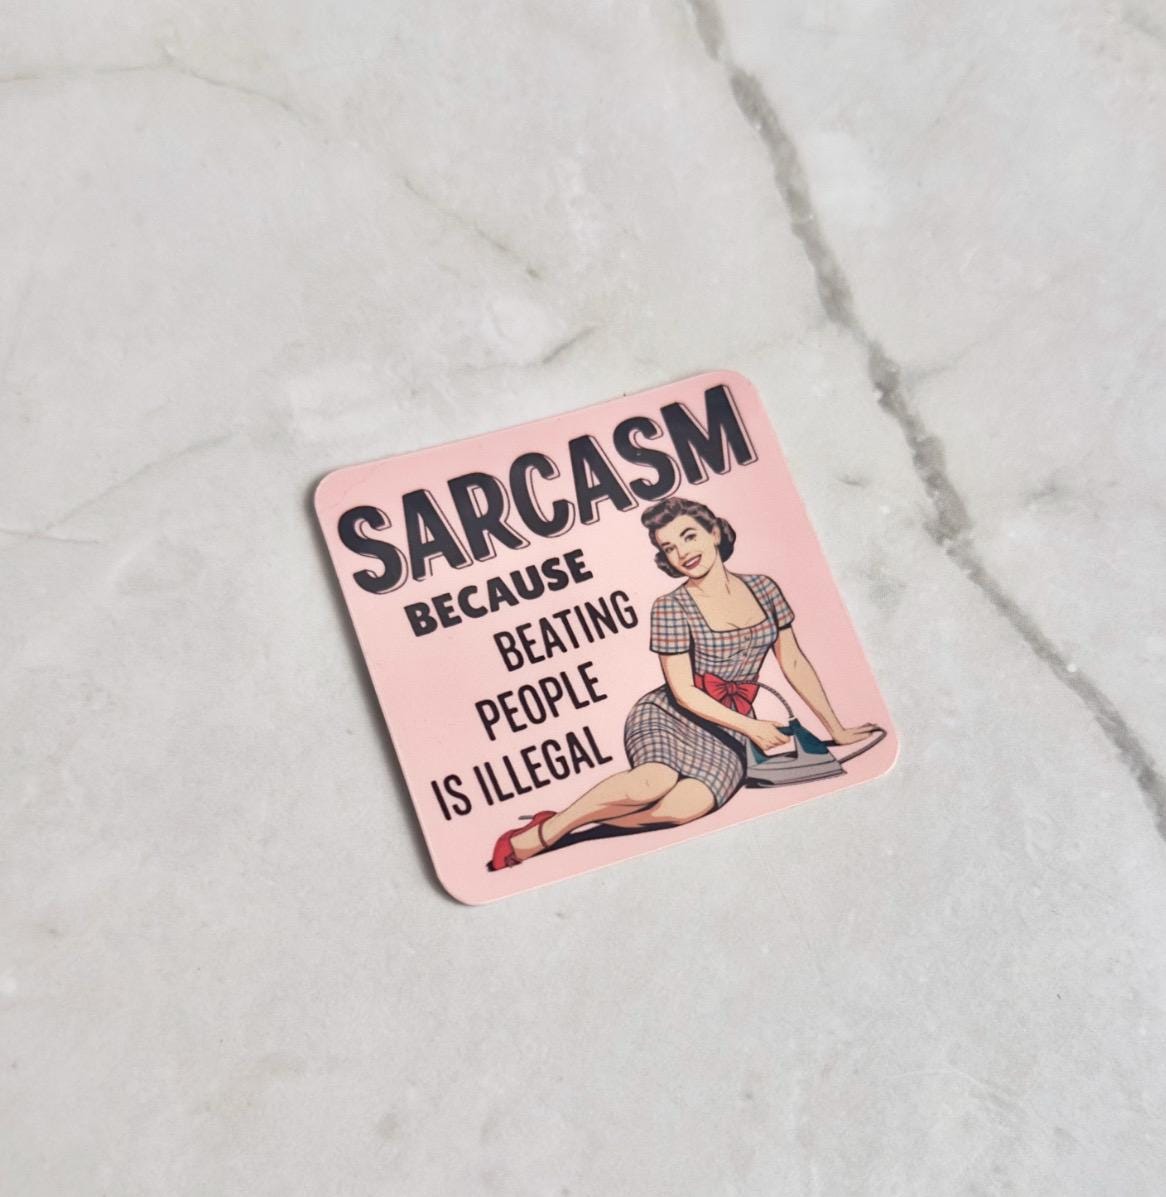 SARCASM
BECAUSE
BEATING
PEOPLE
IS ILLEGAL